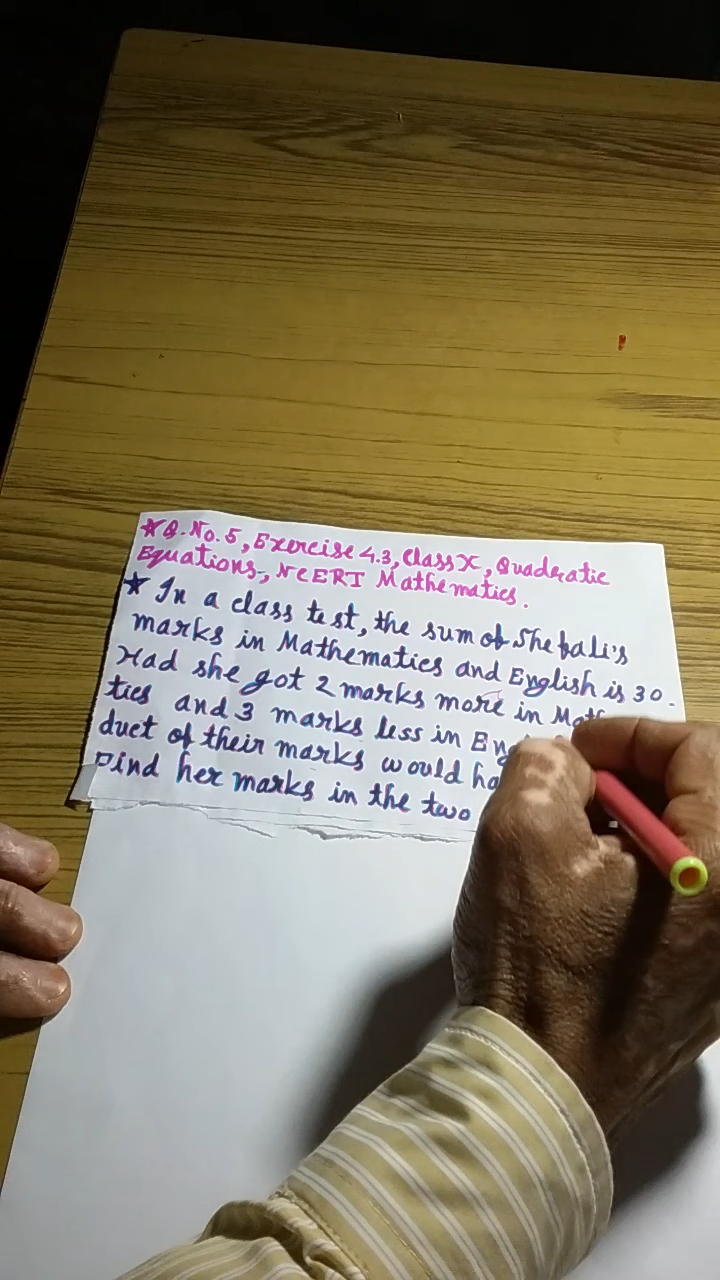 ★Q.No.5, Exercise 4.3, Class X, Quadratic
Equations, NCERT Mathematics.
★ In a class test, the sum of Shefali's
marks in Mathematics and English is 30.
Had she got 2 marks more in
tics and 3 marks less in
duct of their marks would
Find her marks in the two